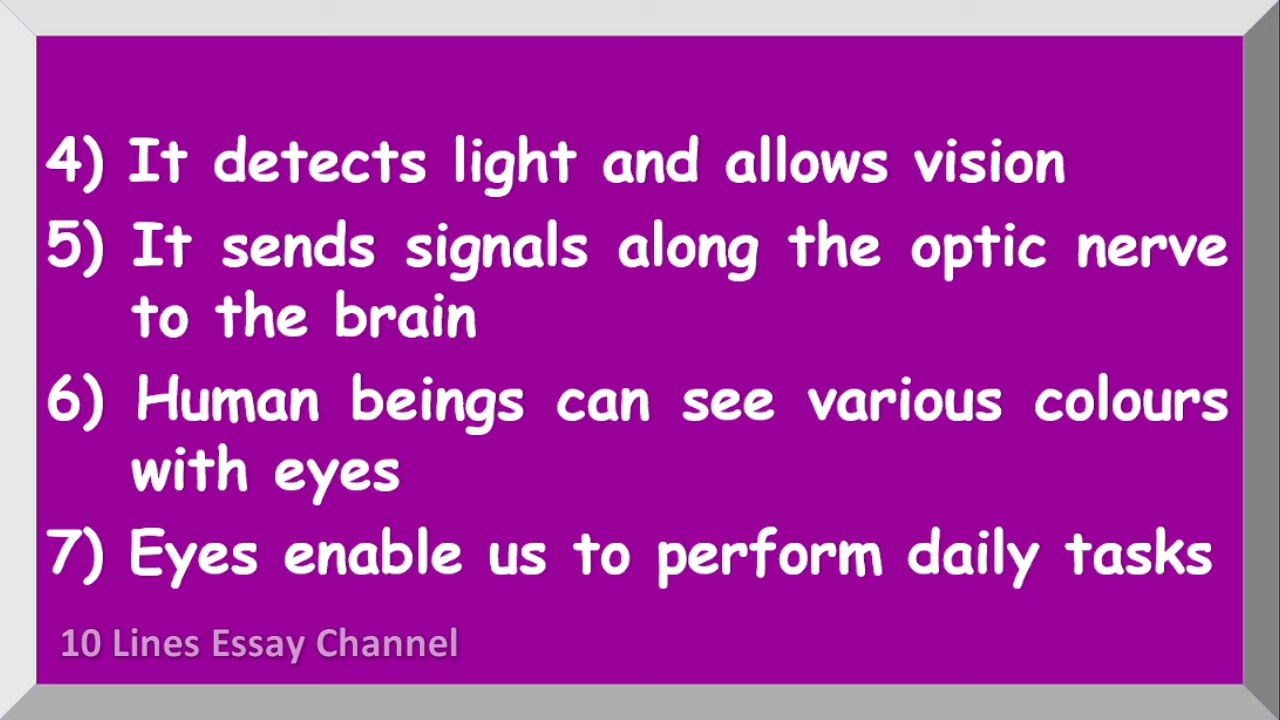 4) It detects light and allows vision
5) It sends signals along the optic nerve
to the brain
6) Human beings can see various colours
with eyes
7) Eyes enable us to perform daily tasks
10 Lines Essay Channel